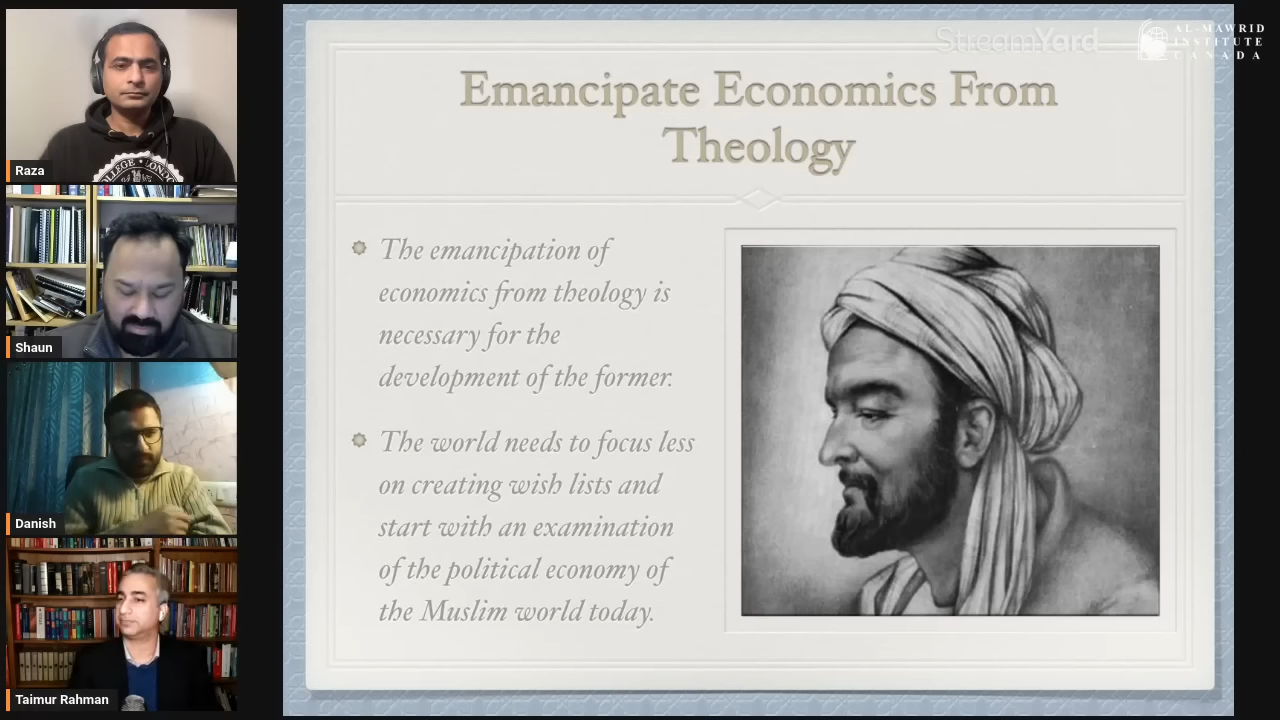 Raza
Shaun
Danish
Taimur Rahman
StreamYard
AL-MAWRID
INSTITUTE
CANADA
Emancipate Economics From
Theology
The emancipation of
economics from theology is
necessary for the
development of the former.
The world needs to focus less
on creating wish lists and
start with an examination
of the political economy of
the Muslim world today.
COLLEGE • LONDON